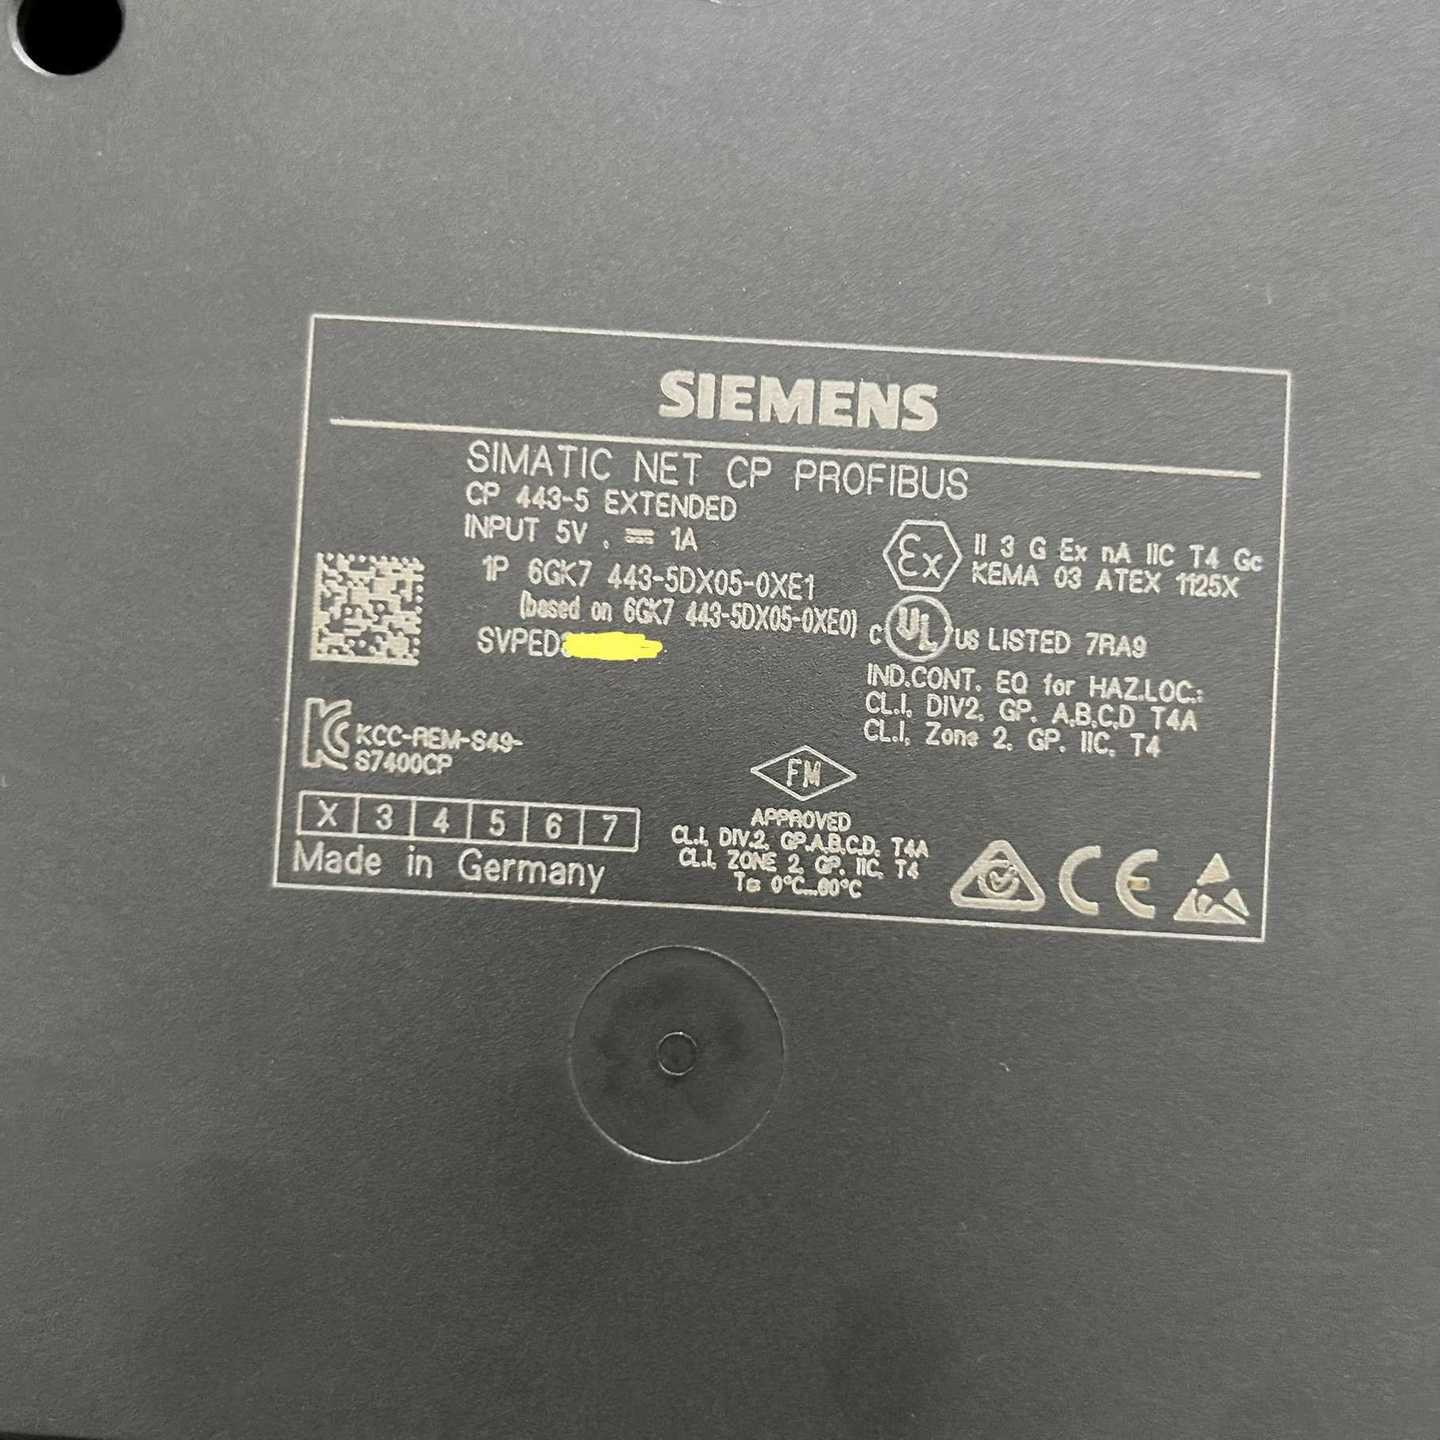 SIEMENS
SIMATIC NET CP PROFIBUS
CP 443-5 EXTENDED
INPUT 5V , ⎓ 1A
1P 6GK7 443-5DX05-0XE1
(based on 6GK7 443-5DX05-0XE0)
SVPED
Ex II 3 G Ex nA IIC T4 Gc
KEMA 03 ATEX 1125X
C UL US LISTED 7RA9
IND.CONT. EQ for HAZ.LOC.:
CL.I, DIV2, GP. A,B,C,D T4A
CL.I, Zone 2, GP. IIC, T4
KCC-REM-S49-
S7400CP
X 3 4 5 6 7
Made in Germany
FM
APPROVED
CL.I, DIV.2, GP.A,B,C,D, T4A
CL.I, ZONE 2, GP. IIC, T4
Ta 0°C...60°C
CE